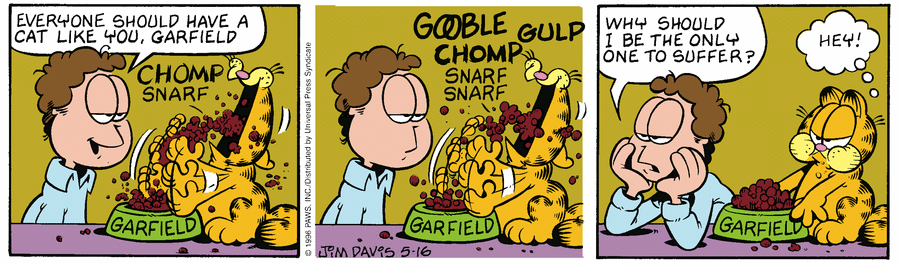 EVERYONE SHOULD HAVE A
CAT LIKE YOU, GARFIELD
CHOMP
SNARF
GARFIELD
© 1996 PAWS, INC./Distributed by Universal Press Syndicate
GOOBLE GULP
CHOMP
SNARF
SNARF
GARFIELD
JIM DAVIS 5-16
WHY SHOULD
I BE THE ONLY
ONE TO SUFFER?
HEY!
GARFIELD